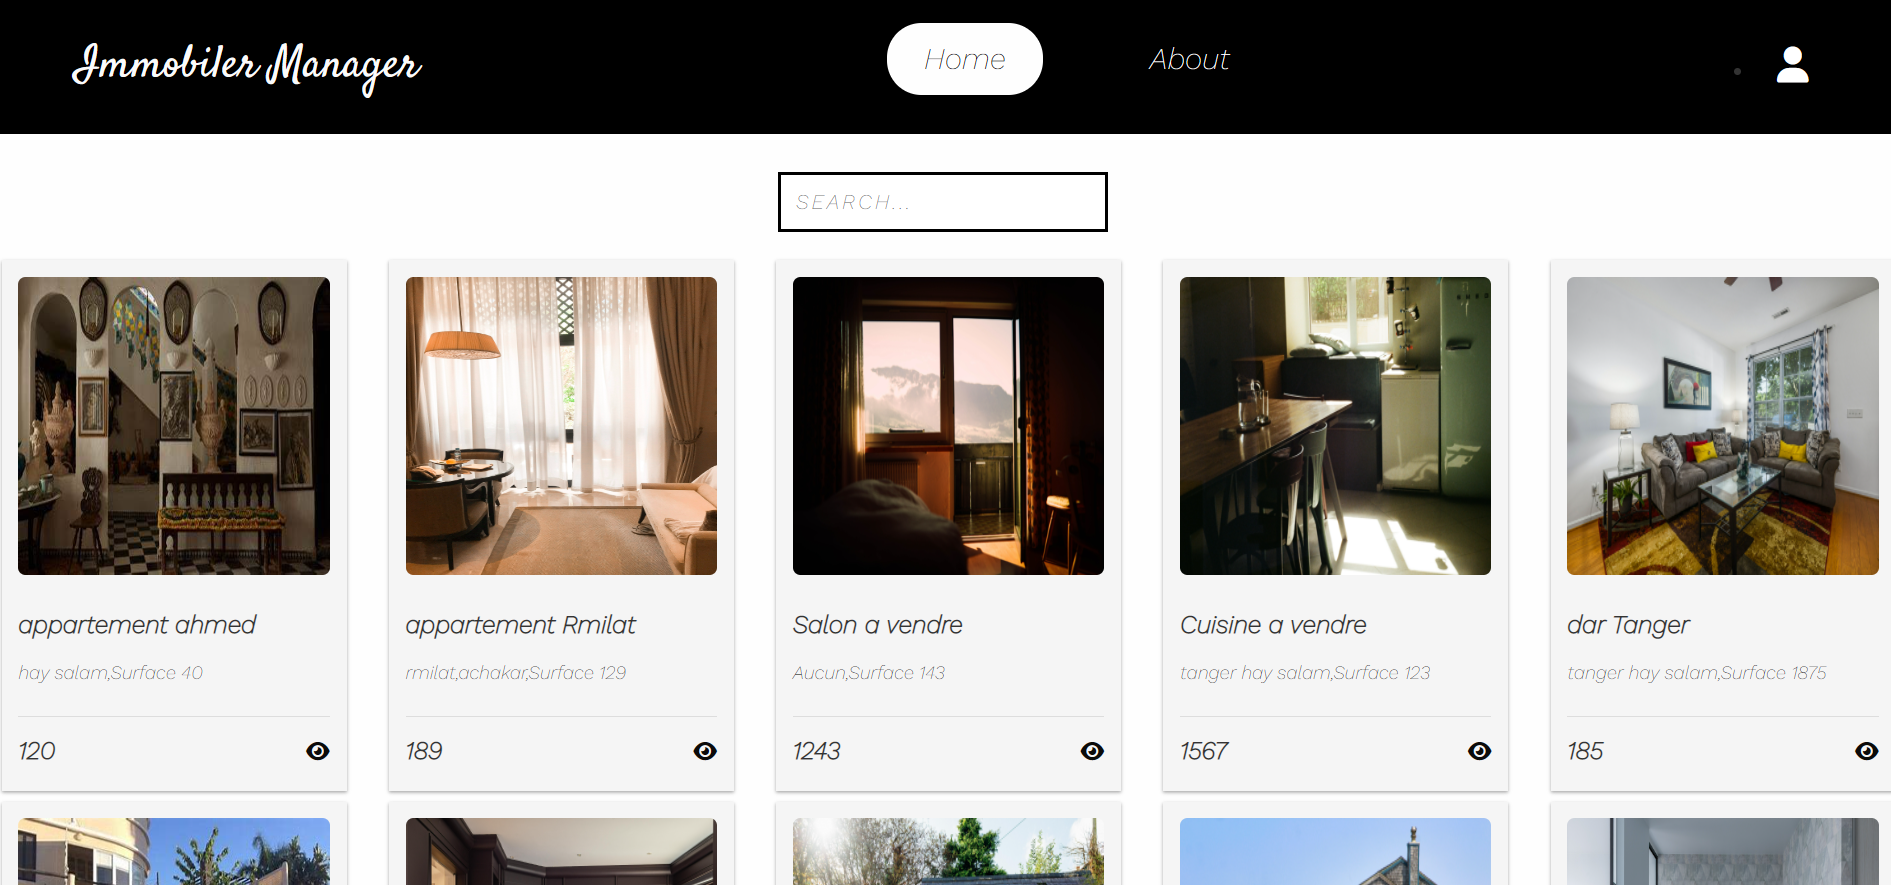 Immobiler Manager
Home
About
SEARCH...
appartement ahmed
hay salam,Surface 40
120
appartement Rmilat
rmilat,achakar,Surface 129
189
Salon a vendre
Aucun,Surface 143
1243
Cuisine a vendre
tanger hay salam,Surface 123
1567
dar Tanger
tanger hay salam,Surface 1875
185